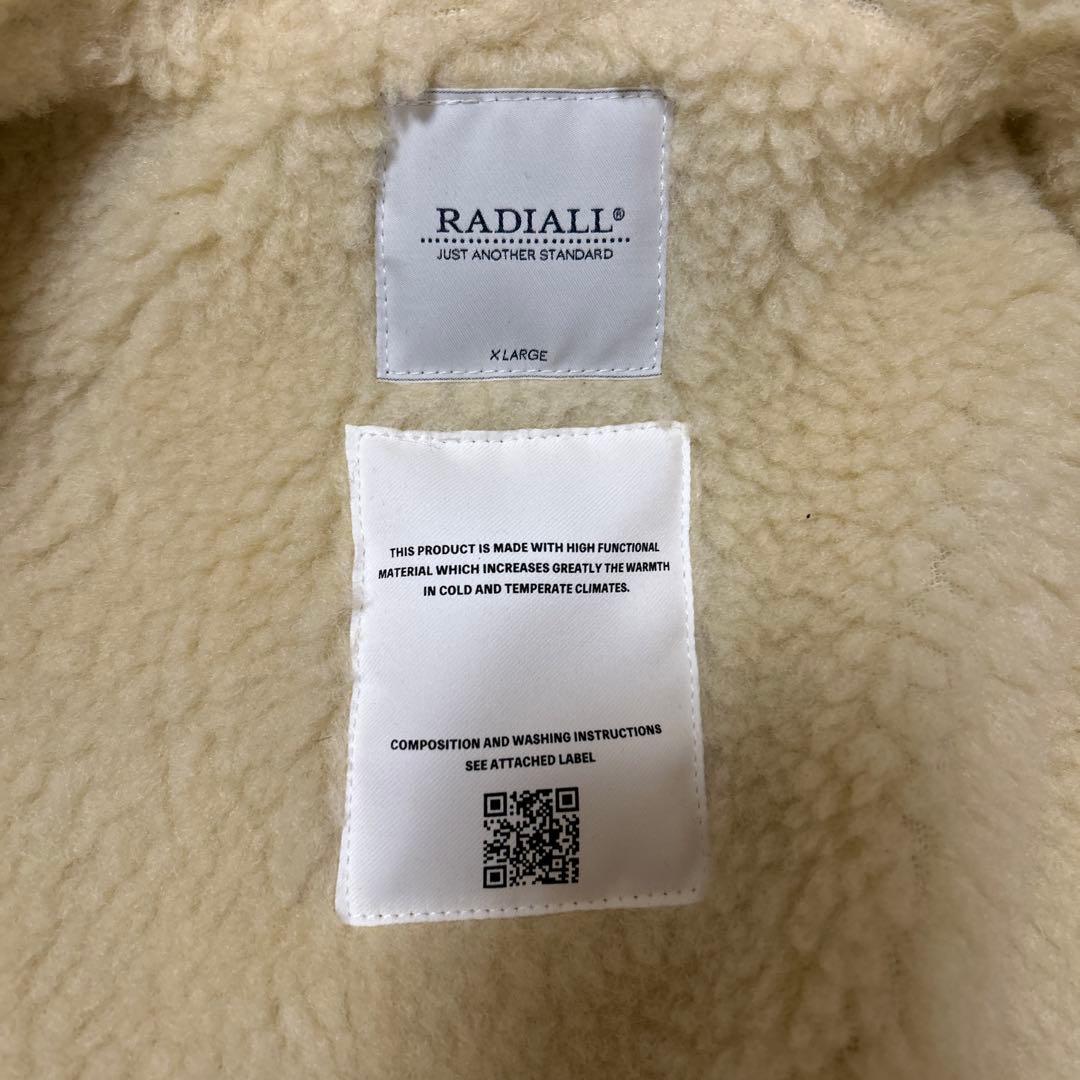 RADIALL®
JUST ANOTHER STANDARD
X LARGE
THIS PRODUCT IS MADE WITH HIGH FUNCTIONAL
MATERIAL WHICH INCREASES GREATLY THE WARMTH
IN COLD AND TEMPERATE CLIMATES.
COMPOSITION AND WASHING INSTRUCTIONS
SEE ATTACHED LABEL